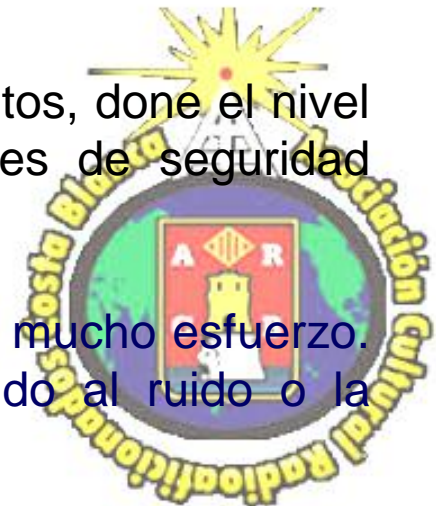 tos, done el nivel
es de seguridad
mucho esfuerzo.
do al ruido o la
Asociación Cultural Radioaficionados Costa Blanca
A R
C B